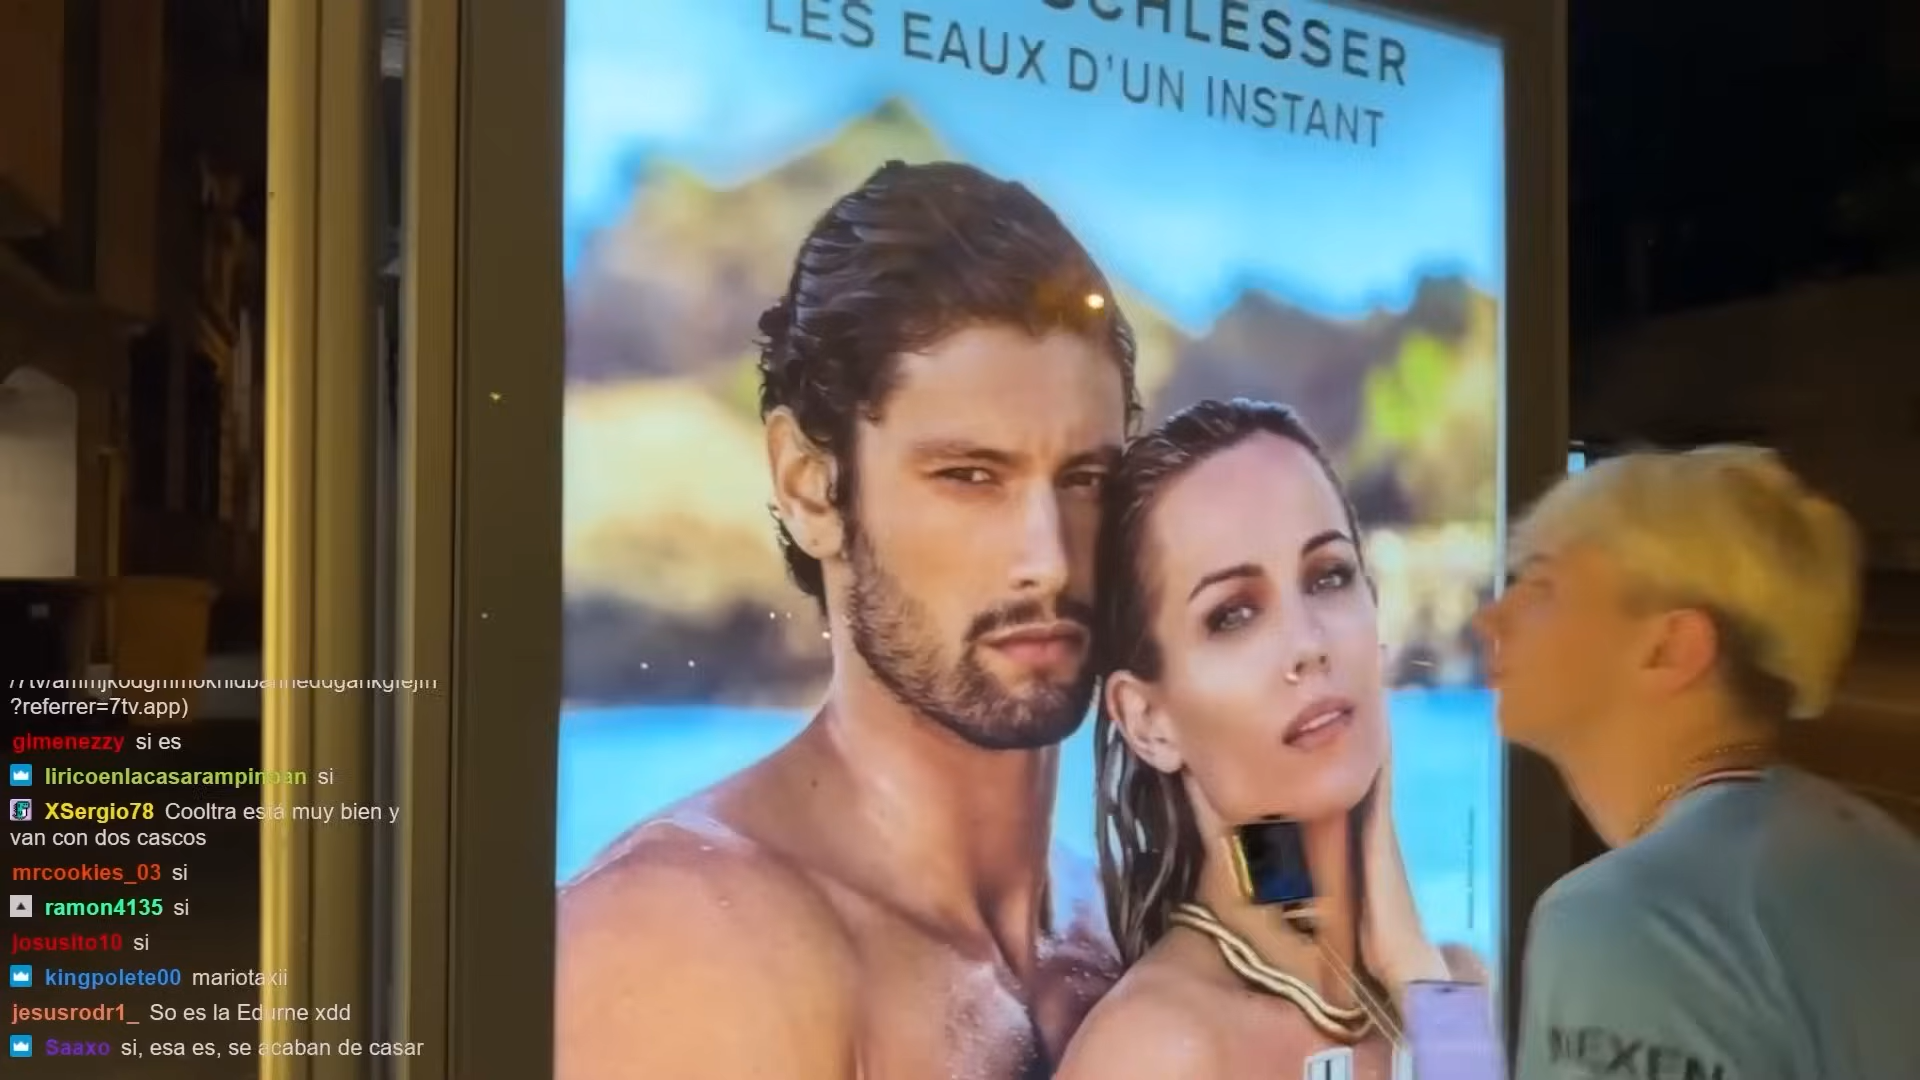 SCHLESSER
LES EAUX D'UN INSTANT
?referrer=7tv.app)
gimenezzy si es
liricoenlacasarampinoan si
XSergio78 Cooltra está muy bien y
van con dos cascos
mrcookies_03 si
ramon4135 si
josusito10 si
kingpolete00 mariotaxii
jesusrodr1_ So es la Edurne xdd
Saaxo si, esa es, se acaban de casar
NEXEN